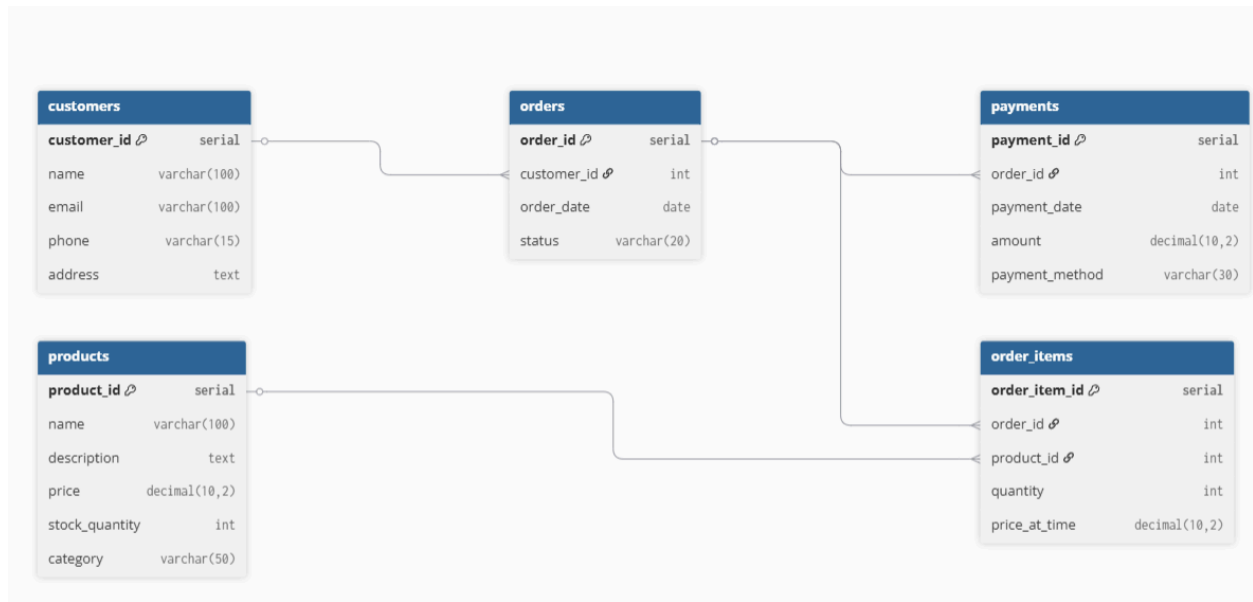 customers
customer_id serial
name varchar(100)
email varchar(100)
phone varchar(15)
address text
orders
order_id serial
customer_id int
order_date date
status varchar(20)
payments
payment_id serial
order_id int
payment_date date
amount decimal(10,2)
payment_method varchar(30)
products
product_id serial
name varchar(100)
description text
price decimal(10,2)
stock_quantity int
category varchar(50)
order_items
order_item_id serial
order_id int
product_id int
quantity int
price_at_time decimal(10,2)